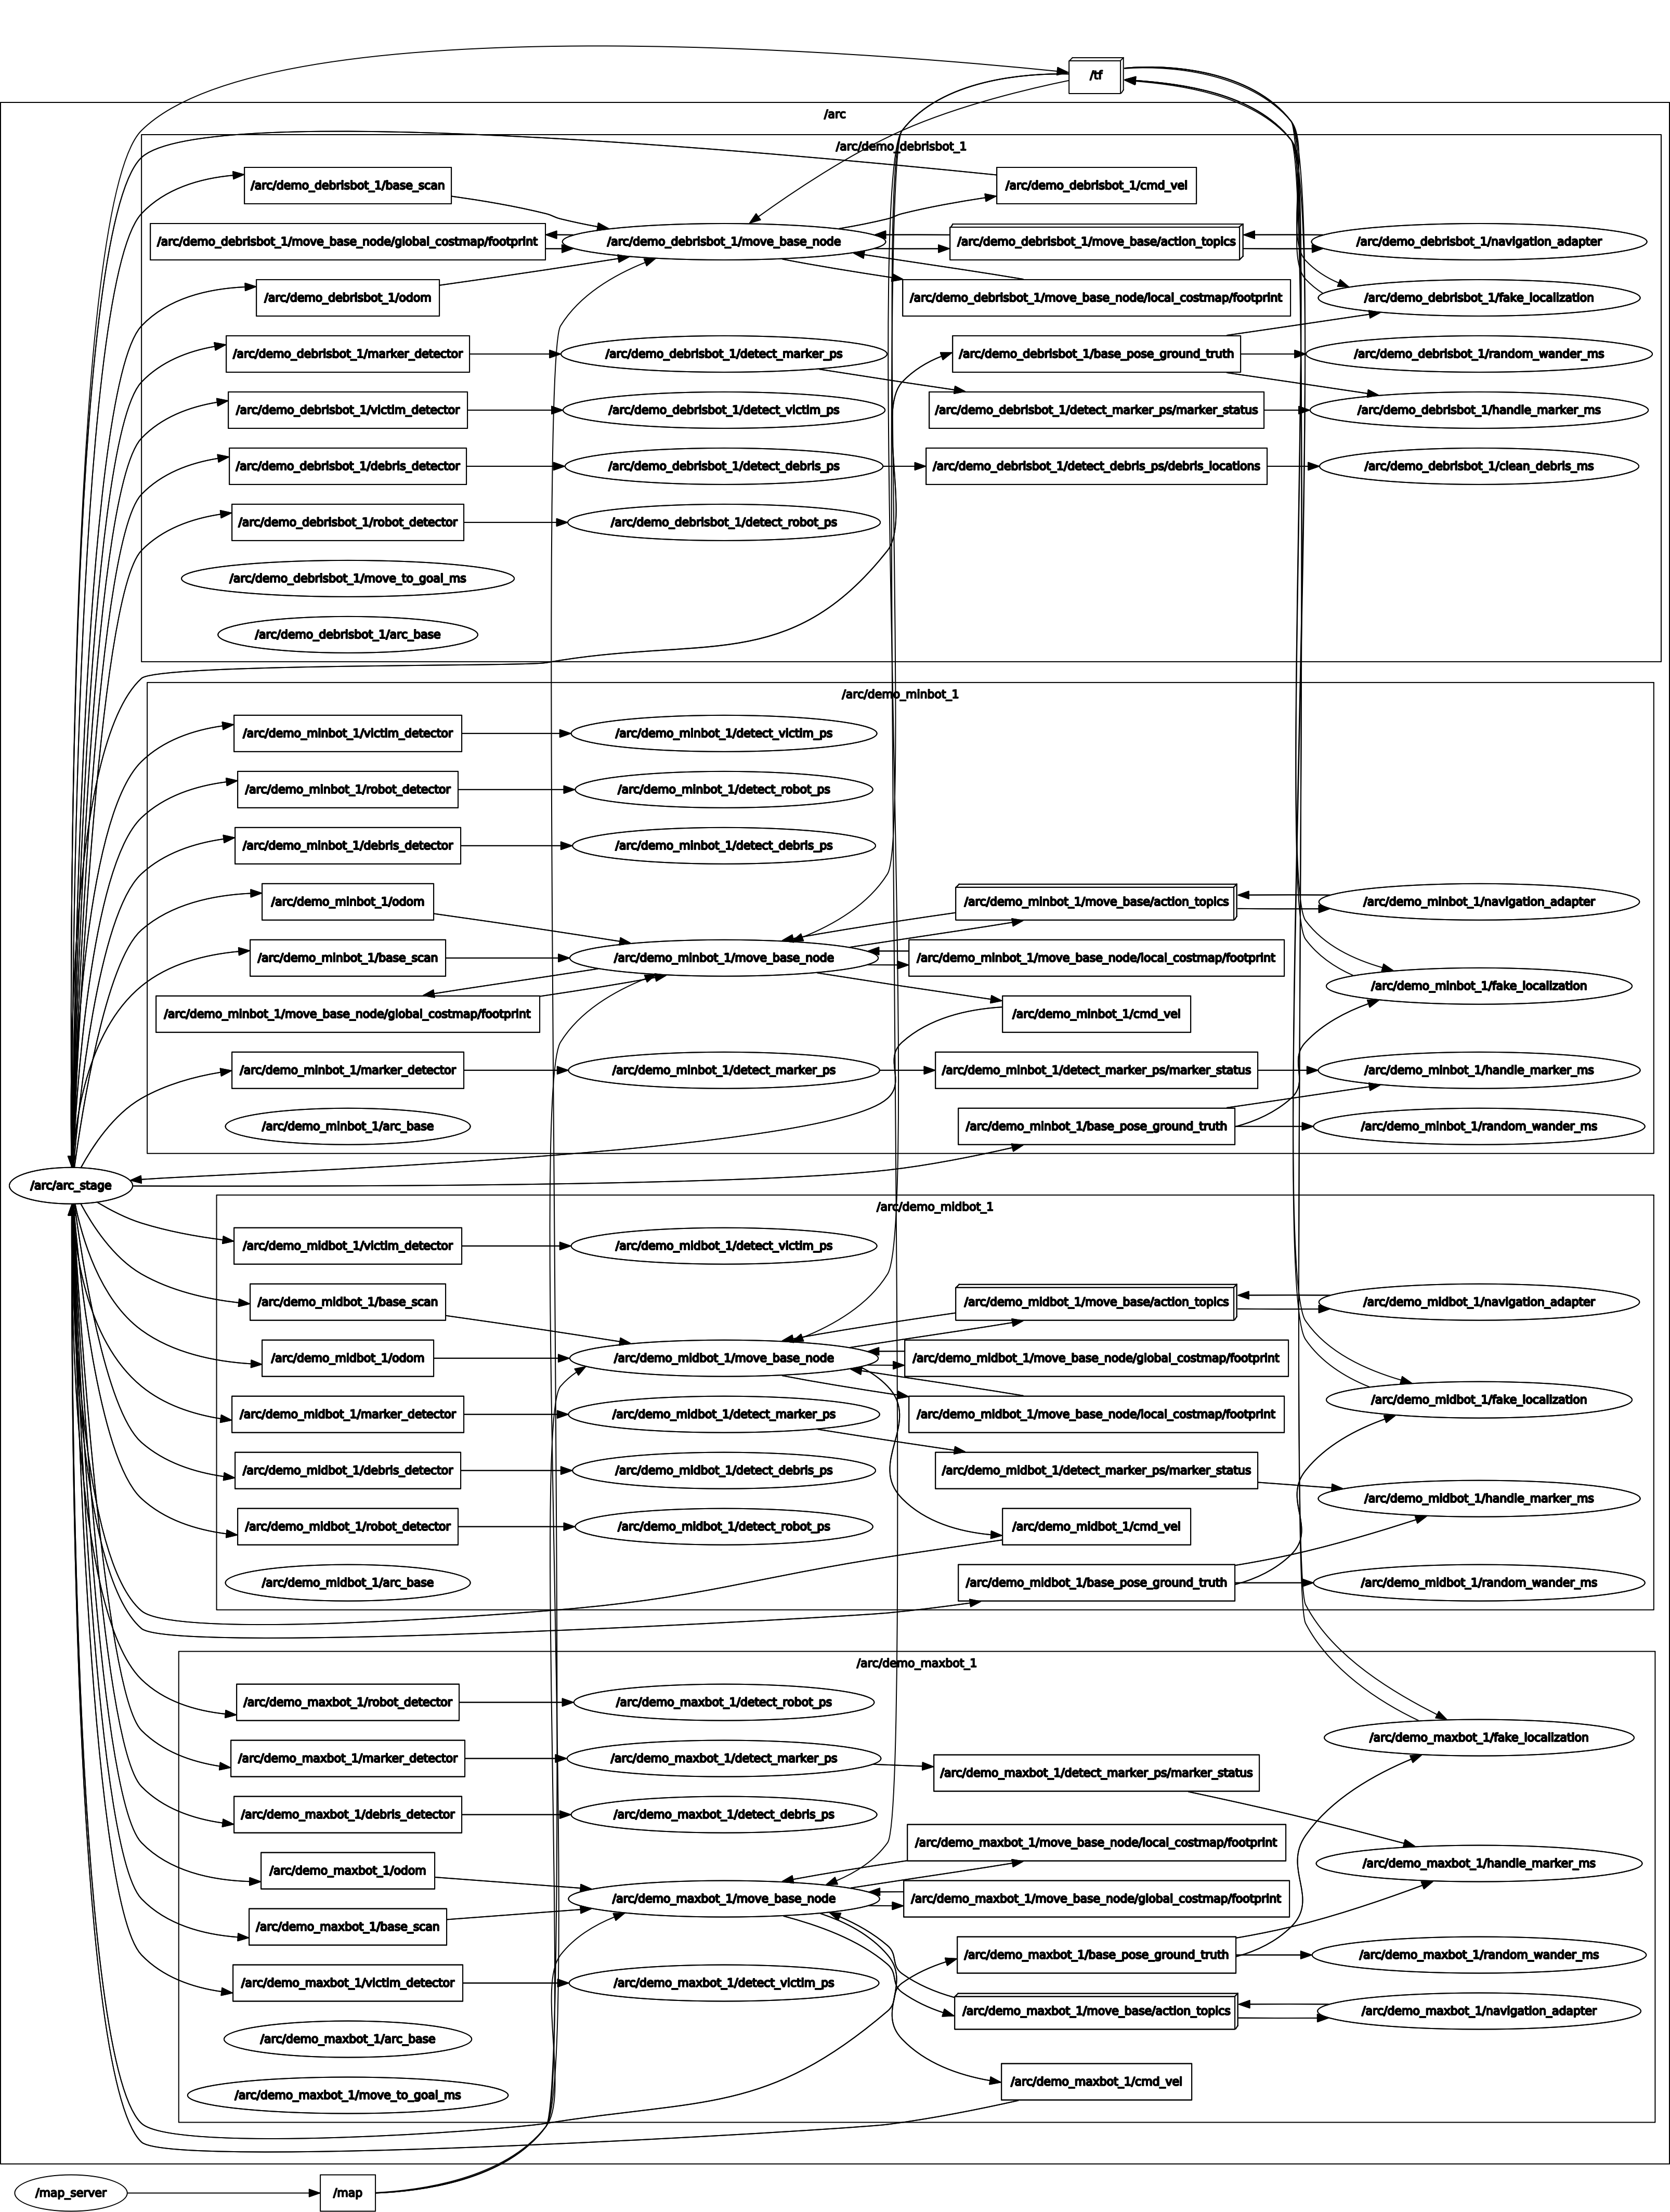 /tf
/arc
/arc/demo_debrisbot_1
/arc/demo_debrisbot_1/base_scan
/arc/demo_debrisbot_1/cmd_vel
/arc/demo_debrisbot_1/move_base_node/global_costmap/footprint
/arc/demo_debrisbot_1/move_base_node
/arc/demo_debrisbot_1/move_base/action_topics
/arc/demo_debrisbot_1/navigation_adapter
/arc/demo_debrisbot_1/odom
/arc/demo_debrisbot_1/move_base_node/local_costmap/footprint
/arc/demo_debrisbot_1/fake_localization
/arc/demo_debrisbot_1/marker_detector
/arc/demo_debrisbot_1/detect_marker_ps
/arc/demo_debrisbot_1/base_pose_ground_truth
/arc/demo_debrisbot_1/random_wander_ms
/arc/demo_debrisbot_1/victim_detector
/arc/demo_debrisbot_1/detect_victim_ps
/arc/demo_debrisbot_1/detect_marker_ps/marker_status
/arc/demo_debrisbot_1/handle_marker_ms
/arc/demo_debrisbot_1/debris_detector
/arc/demo_debrisbot_1/detect_debris_ps
/arc/demo_debrisbot_1/detect_debris_ps/debris_locations
/arc/demo_debrisbot_1/clean_debris_ms
/arc/demo_debrisbot_1/robot_detector
/arc/demo_debrisbot_1/detect_robot_ps
/arc/demo_debrisbot_1/move_to_goal_ms
/arc/demo_debrisbot_1/arc_base
/arc/demo_minbot_1
/arc/demo_minbot_1/victim_detector
/arc/demo_minbot_1/detect_victim_ps
/arc/demo_minbot_1/robot_detector
/arc/demo_minbot_1/detect_robot_ps
/arc/demo_minbot_1/debris_detector
/arc/demo_minbot_1/detect_debris_ps
/arc/demo_minbot_1/odom
/arc/demo_minbot_1/move_base/action_topics
/arc/demo_minbot_1/navigation_adapter
/arc/demo_minbot_1/base_scan
/arc/demo_minbot_1/move_base_node
/arc/demo_minbot_1/move_base_node/local_costmap/footprint
/arc/demo_minbot_1/fake_localization
/arc/demo_minbot_1/move_base_node/global_costmap/footprint
/arc/demo_minbot_1/cmd_vel
/arc/demo_minbot_1/marker_detector
/arc/demo_minbot_1/detect_marker_ps
/arc/demo_minbot_1/detect_marker_ps/marker_status
/arc/demo_minbot_1/handle_marker_ms
/arc/demo_minbot_1/arc_base
/arc/demo_minbot_1/base_pose_ground_truth
/arc/demo_minbot_1/random_wander_ms
/arc/arc_stage
/arc/demo_midbot_1
/arc/demo_midbot_1/victim_detector
/arc/demo_midbot_1/detect_victim_ps
/arc/demo_midbot_1/base_scan
/arc/demo_midbot_1/move_base/action_topics
/arc/demo_midbot_1/navigation_adapter
/arc/demo_midbot_1/odom
/arc/demo_midbot_1/move_base_node
/arc/demo_midbot_1/move_base_node/global_costmap/footprint
/arc/demo_midbot_1/fake_localization
/arc/demo_midbot_1/marker_detector
/arc/demo_midbot_1/detect_marker_ps
/arc/demo_midbot_1/move_base_node/local_costmap/footprint
/arc/demo_midbot_1/debris_detector
/arc/demo_midbot_1/detect_debris_ps
/arc/demo_midbot_1/detect_marker_ps/marker_status
/arc/demo_midbot_1/handle_marker_ms
/arc/demo_midbot_1/robot_detector
/arc/demo_midbot_1/detect_robot_ps
/arc/demo_midbot_1/cmd_vel
/arc/demo_midbot_1/arc_base
/arc/demo_midbot_1/base_pose_ground_truth
/arc/demo_midbot_1/random_wander_ms
/arc/demo_maxbot_1
/arc/demo_maxbot_1/robot_detector
/arc/demo_maxbot_1/detect_robot_ps
/arc/demo_maxbot_1/fake_localization
/arc/demo_maxbot_1/marker_detector
/arc/demo_maxbot_1/detect_marker_ps
/arc/demo_maxbot_1/detect_marker_ps/marker_status
/arc/demo_maxbot_1/debris_detector
/arc/demo_maxbot_1/detect_debris_ps
/arc/demo_maxbot_1/move_base_node/local_costmap/footprint
/arc/demo_maxbot_1/handle_marker_ms
/arc/demo_maxbot_1/odom
/arc/demo_maxbot_1/move_base_node
/arc/demo_maxbot_1/move_base_node/global_costmap/footprint
/arc/demo_maxbot_1/base_scan
/arc/demo_maxbot_1/base_pose_ground_truth
/arc/demo_maxbot_1/random_wander_ms
/arc/demo_maxbot_1/victim_detector
/arc/demo_maxbot_1/detect_victim_ps
/arc/demo_maxbot_1/move_base/action_topics
/arc/demo_maxbot_1/navigation_adapter
/arc/demo_maxbot_1/arc_base
/arc/demo_maxbot_1/cmd_vel
/arc/demo_maxbot_1/move_to_goal_ms
/map_server
/map